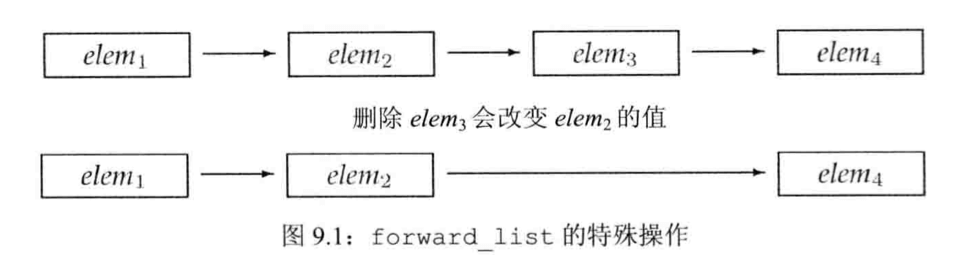 elem1 elem2 elem3 elem4
删除 elem3 会改变 elem2 的值
elem1 elem2 elem4
图 9.1：forward_list 的特殊操作